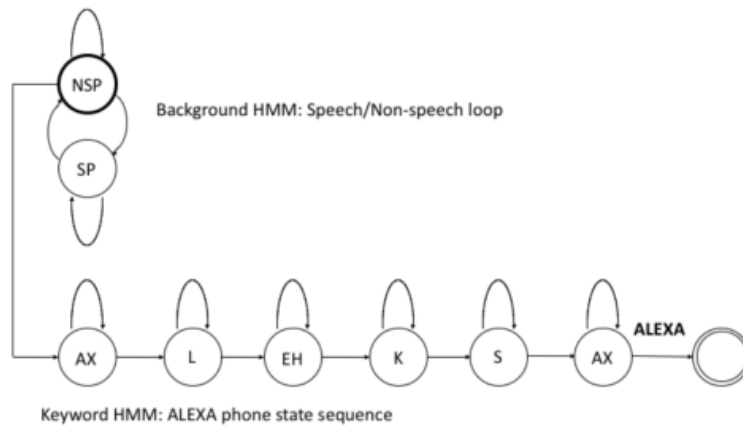 NSP
Background HMM: Speech/Non-speech loop
SP
ALEXA
AX L EH K S AX
Keyword HMM: ALEXA phone state sequence